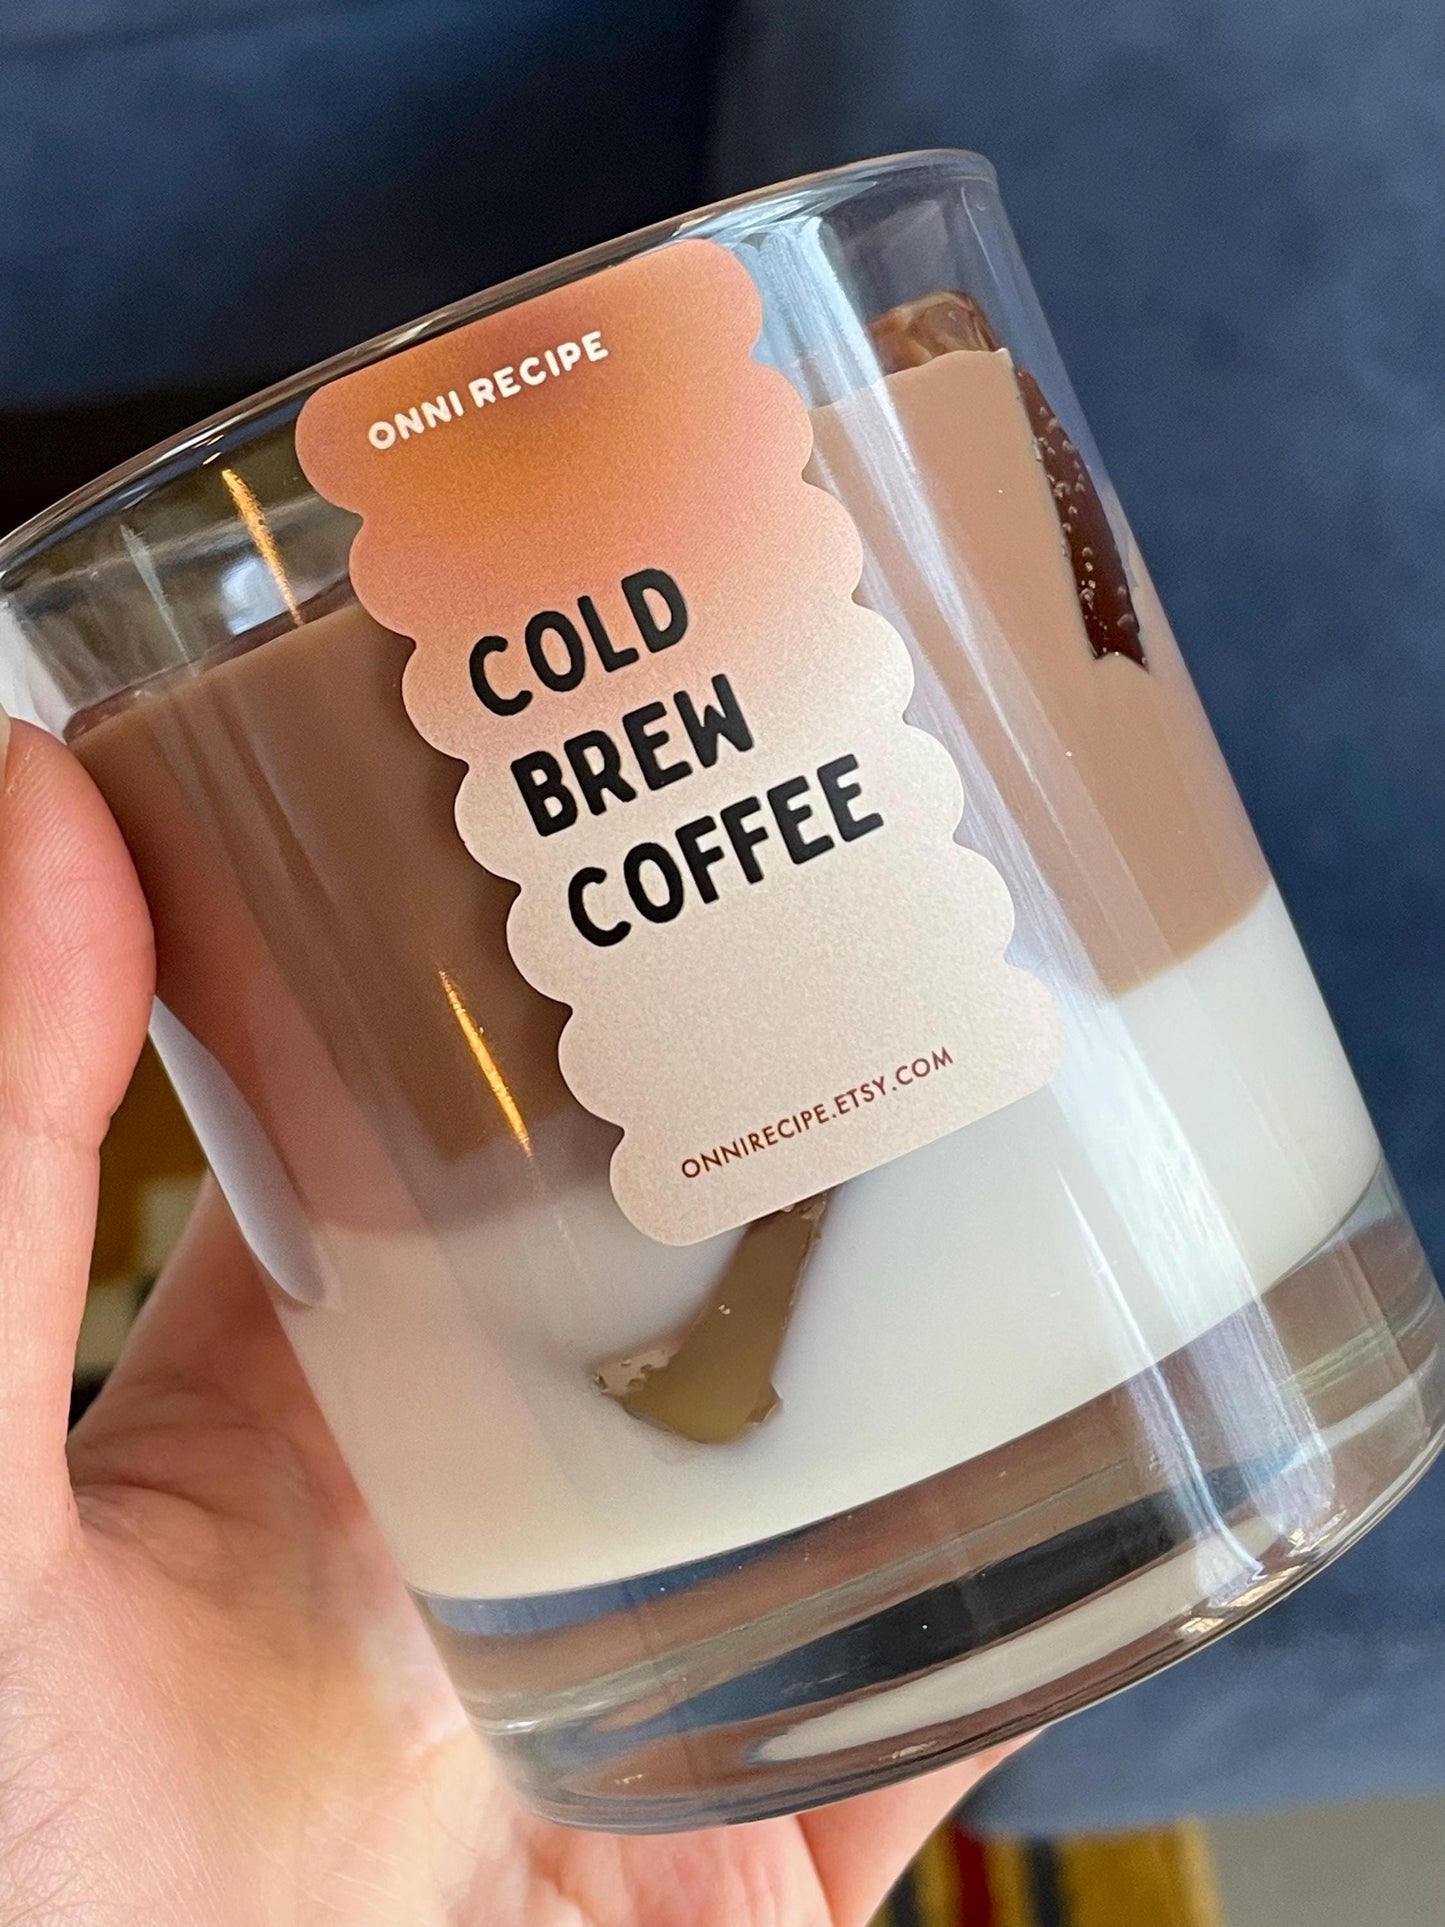 ONNI RECIPE
COLD
BREW
COFFEE
ONNIRECIPE.ETSY.COM